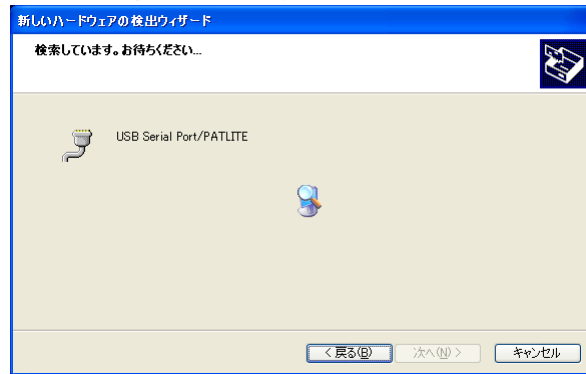 新しいハードウェアの検出ウィザード
検索しています。お待ちください...
USB Serial Port/PATLITE
< 戻る(B)
次へ(N) >
キャンセル